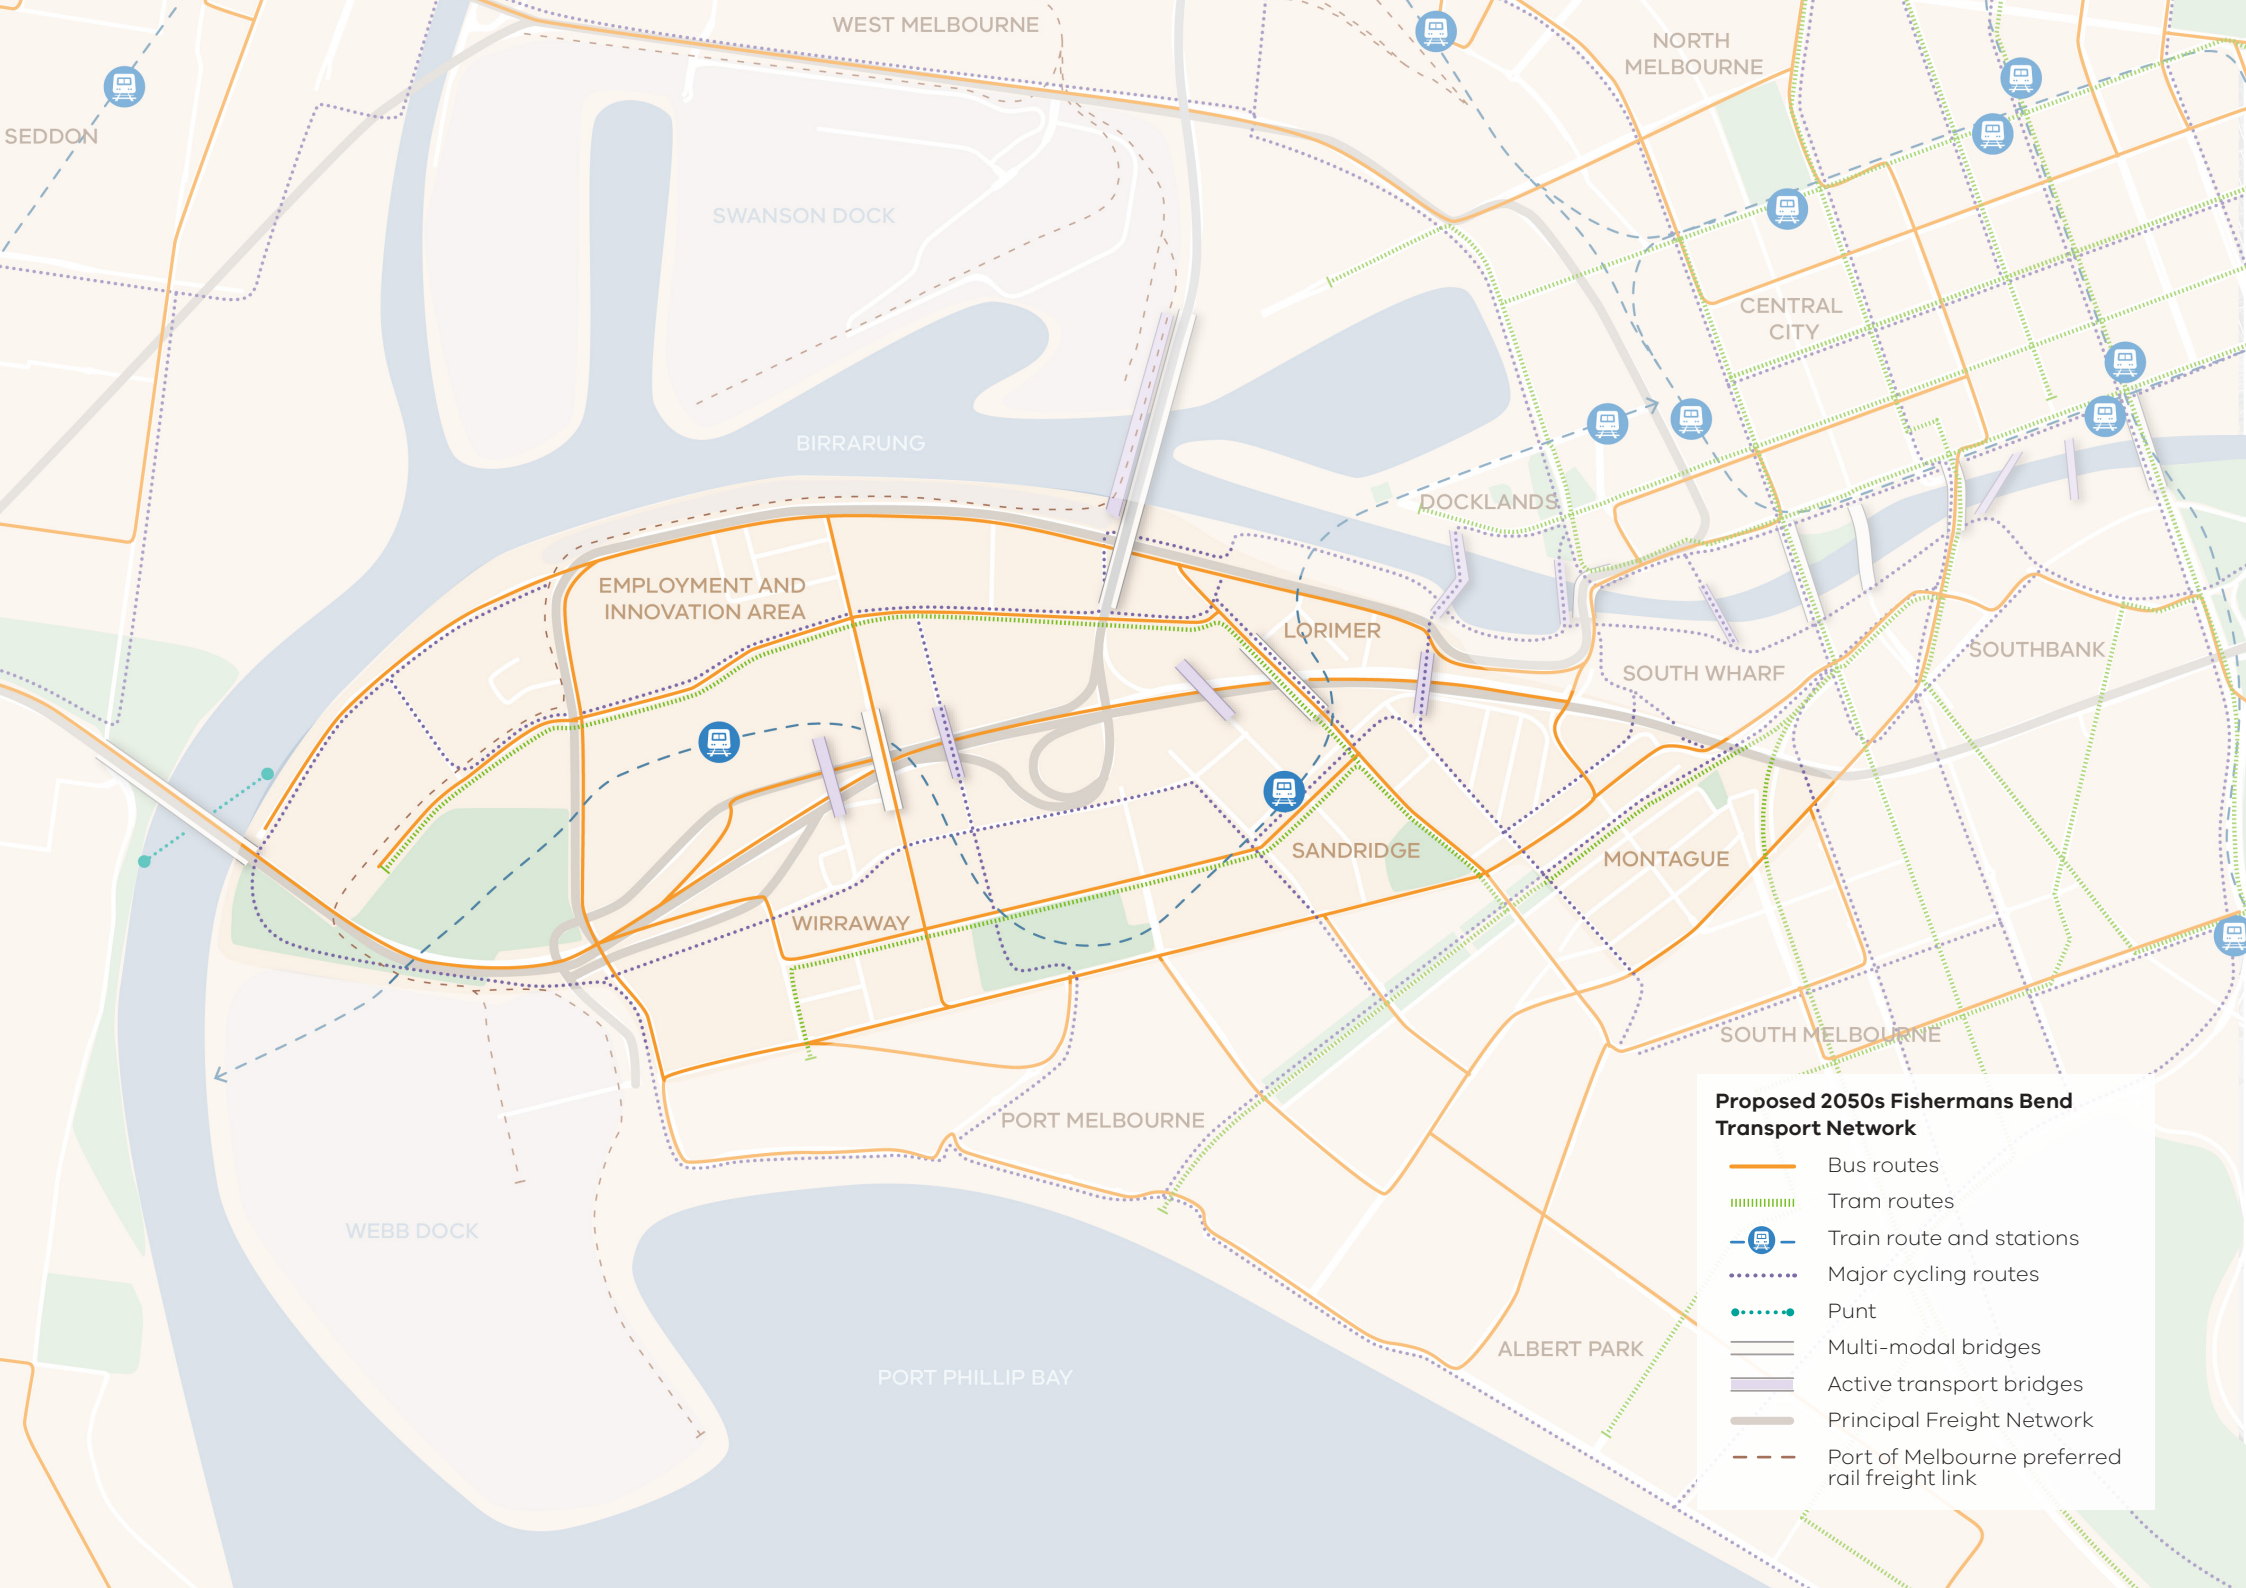 WEST MELBOURNE
NORTH
MELBOURNE
SEDDON
SWANSON DOCK
CENTRAL
CITY
BIRRARUNG
DOCKLANDS
EMPLOYMENT AND
INNOVATION AREA
LORIMER
SOUTH WHARF
SOUTHBANK
SANDRIDGE
MONTAGUE
WIRRAWAY
SOUTH MELBOURNE
PORT MELBOURNE
WEBB DOCK
ALBERT PARK
PORT PHILLIP BAY
Proposed 2050s Fishermans Bend
Transport Network
Bus routes
Tram routes
Train route and stations
Major cycling routes
Punt
Multi-modal bridges
Active transport bridges
Principal Freight Network
Port of Melbourne preferred
rail freight link